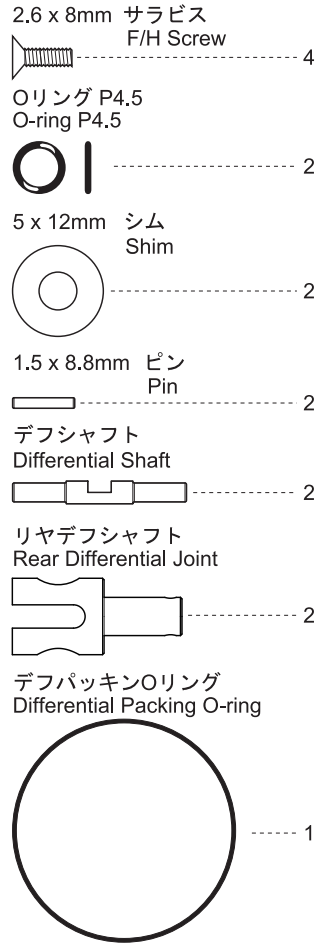 2.6 x 8mm サラビス
F/H Screw
4
Oリング P4.5
O-ring P4.5
2
5 x 12mm シム
Shim
2
1.5 x 8.8mm ピン
Pin
2
デフシャフト
Differential Shaft
2
リヤデフシャフト
Rear Differential Joint
2
デフパッキンOリング
Differential Packing O-ring
1